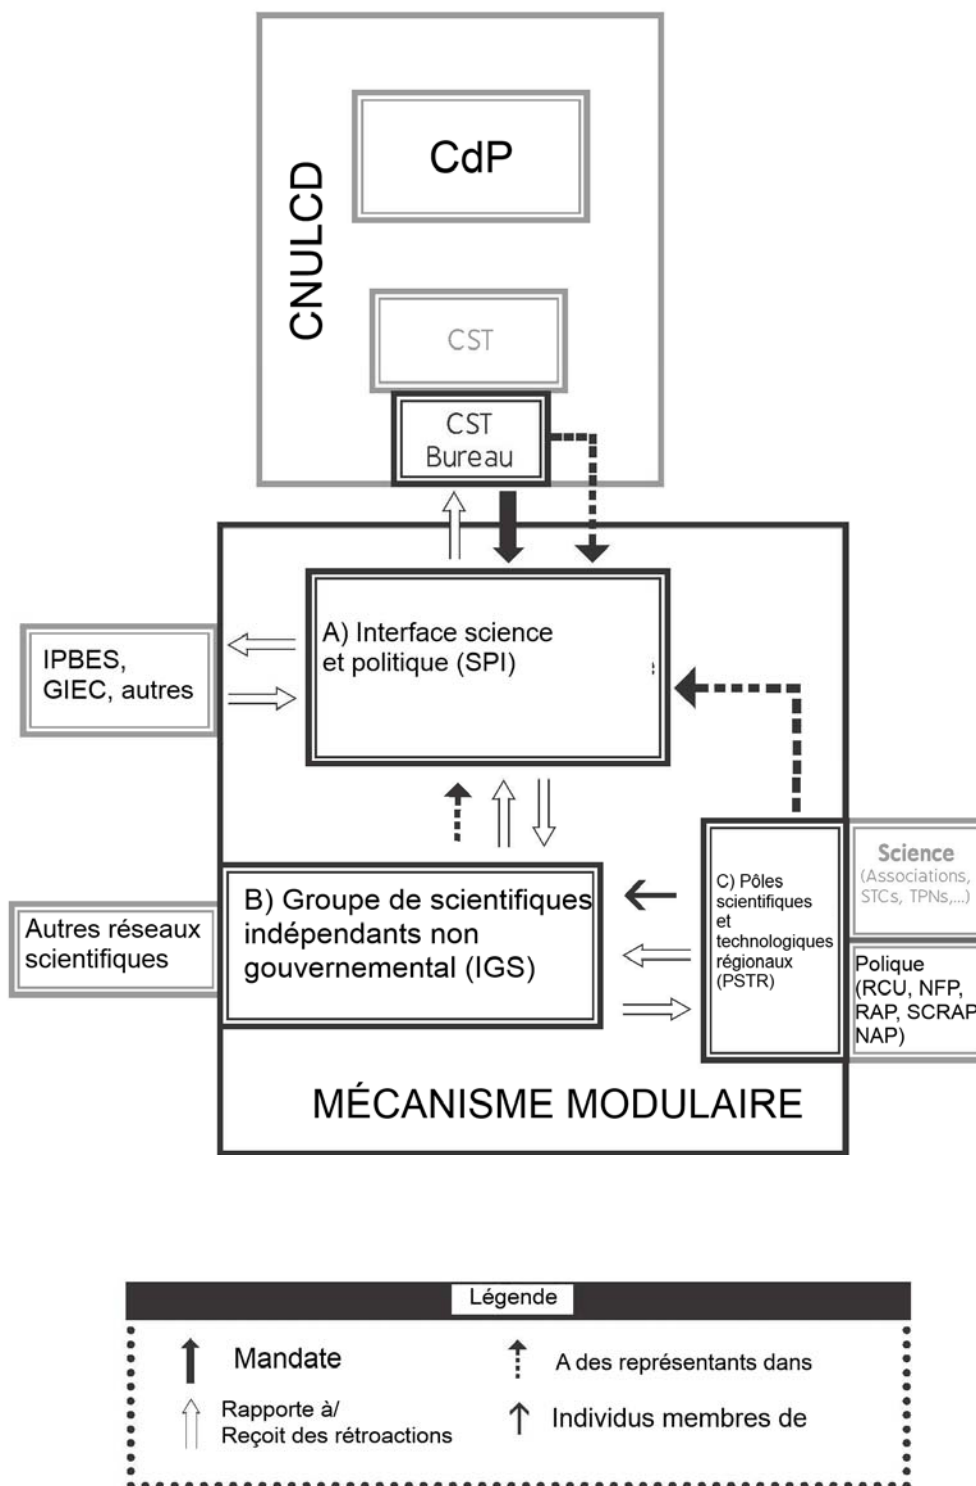 CNULCD
CdP
CST
CST
Bureau
A) Interface science
et politique (SPI)
IPBES,
GIEC, autres
B) Groupe de scientifiques
indépendants non
gouvernemental (IGS)
Autres réseaux
scientifiques
C) Pôles
scientifiques
et
technologiques
régionaux
(PSTR)
Science
(Associations,
STCs, TPNs,...)
Polique
(RCU, NFP,
RAP, SCRAP
NAP)
MÉCANISME MODULAIRE
Légende
Mandate
A des représentants dans
Rapporte à/
Reçoit des rétroactions
Individus membres de